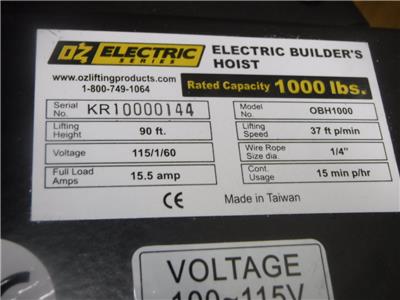 OZ ELECTRIC SERIES
ELECTRIC BUILDER'S HOIST
www.ozliftingproducts.com
1-800-749-1064
Rated Capacity 1000 lbs.
Serial No. KR10000144
Model No. OBH1000
Lifting Height 90 ft.
Lifting Speed 37 ft p/min
Voltage 115/1/60
Wire Rope Size dia. 1/4"
Full Load Amps 15.5 amp
Cont. Usage 15 min p/hr
CE
Made in Taiwan
VOLTAGE
100~115V